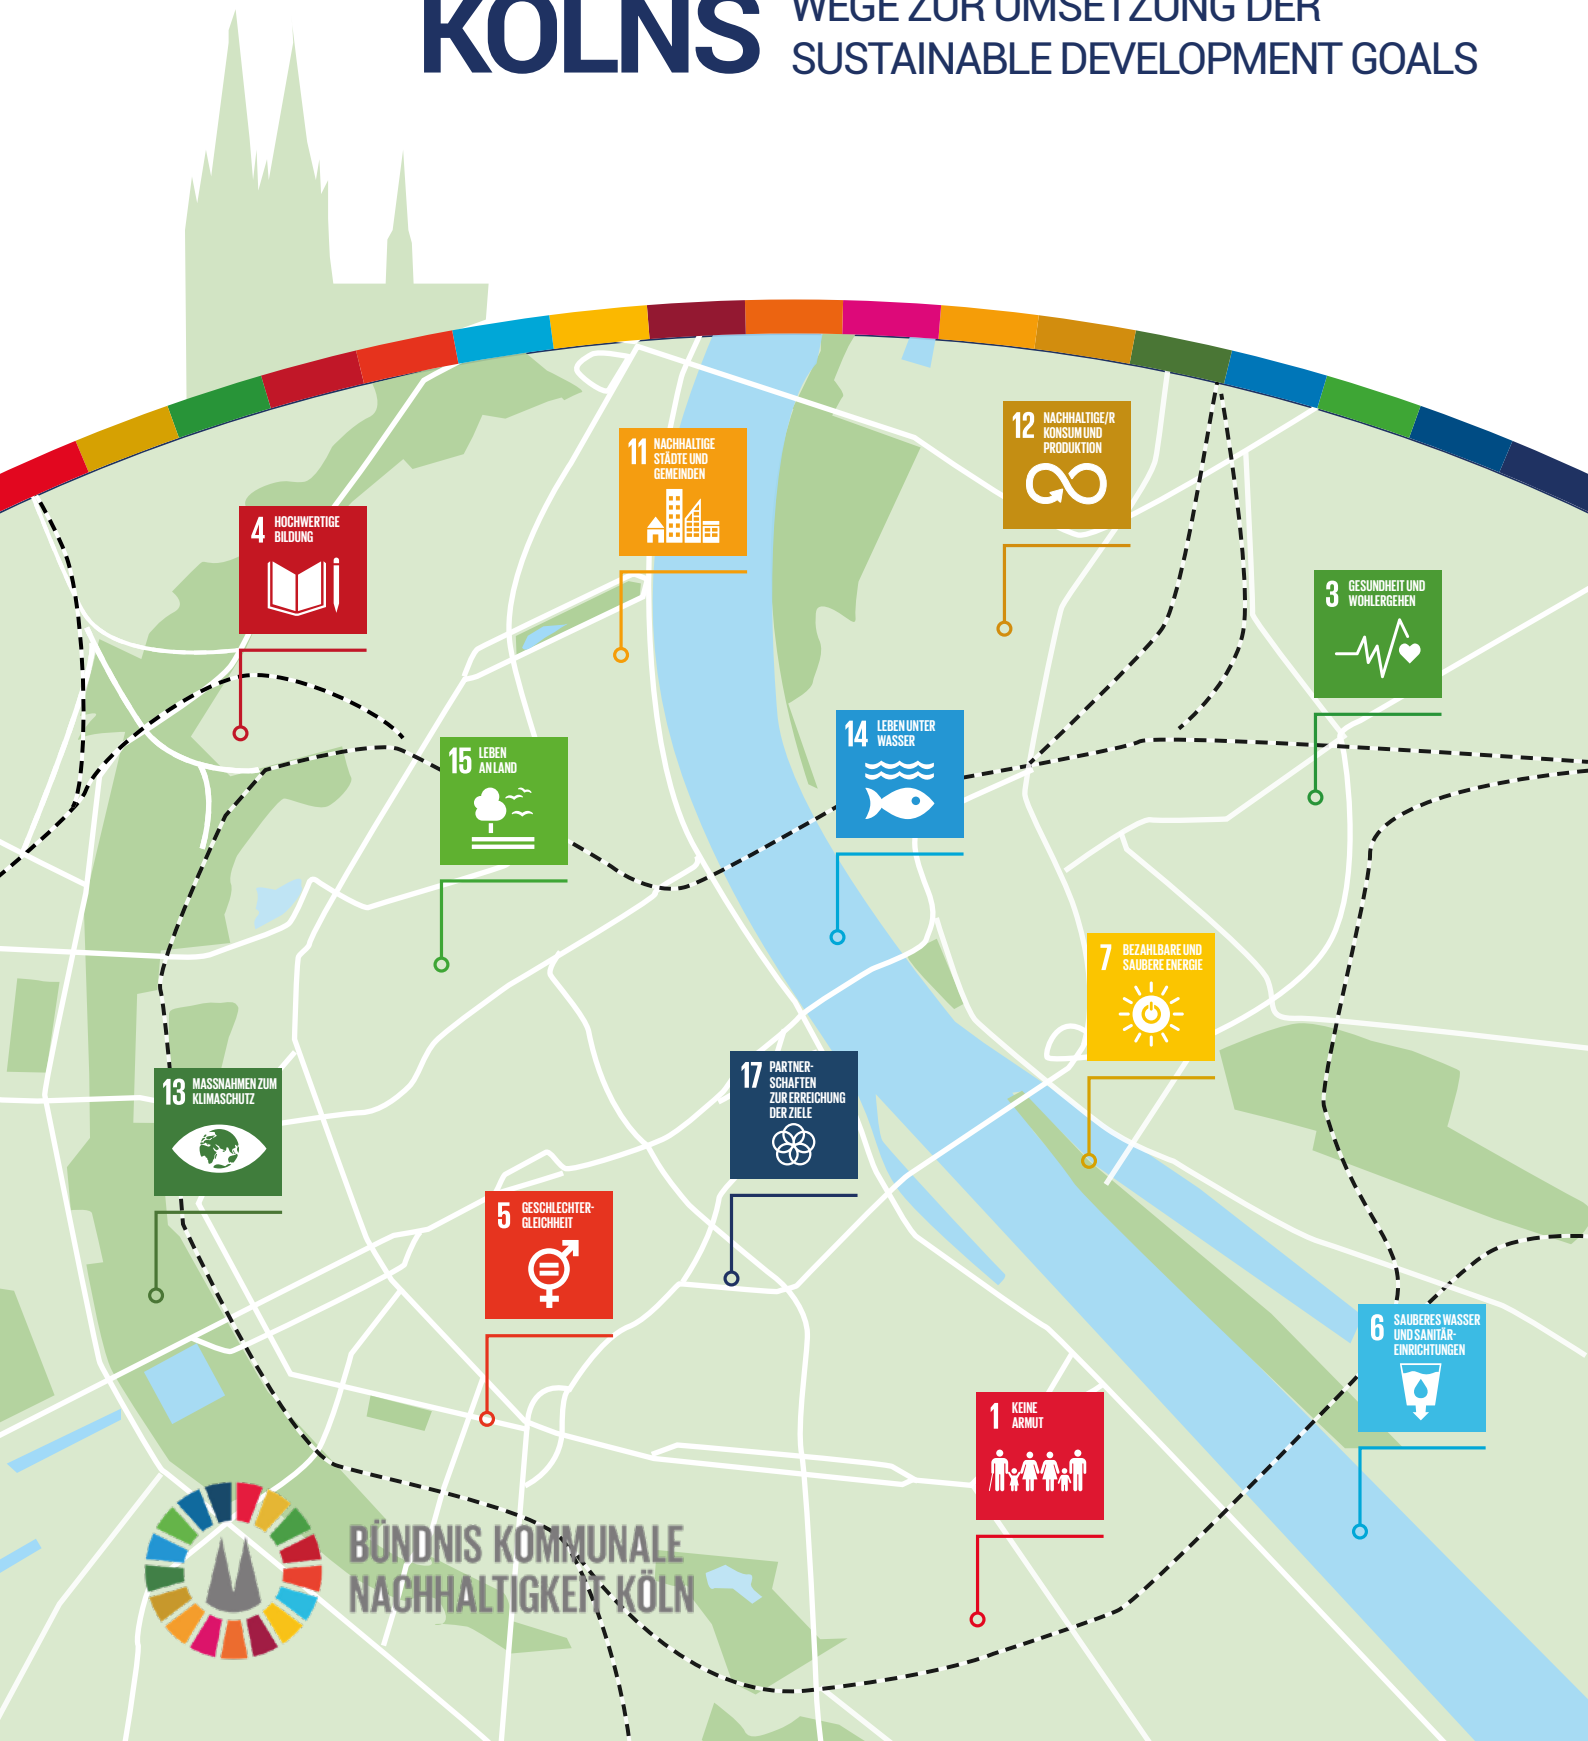 KÖLNS
WEGE ZUR UMSETZUNG DER
SUSTAINABLE DEVELOPMENT GOALS
12 NACHHALTIGE/R
KONSUM UND
PRODUKTION
11 NACHHALTIGE
STÄDTE UND
GEMEINDEN
4 HOCHWERTIGE
BILDUNG
3 GESUNDHEIT UND
WOHLERGEHEN
14 LEBEN UNTER
WASSER
15 LEBEN
AN LAND
7 BEZAHLBARE UND
SAUBERE ENERGIE
17 PARTNER-
SCHAFTEN
ZUR ERREICHUNG
DER ZIELE
13 MASSNAHMEN ZUM
KLIMASCHUTZ
5 GESCHLECHTER-
GLEICHHEIT
6 SAUBERES WASSER
UND SANITÄR-
EINRICHTUNGEN
1 KEINE
ARMUT
BÜNDNIS KOMMUNALE
NACHHALTIGKEIT KÖLN